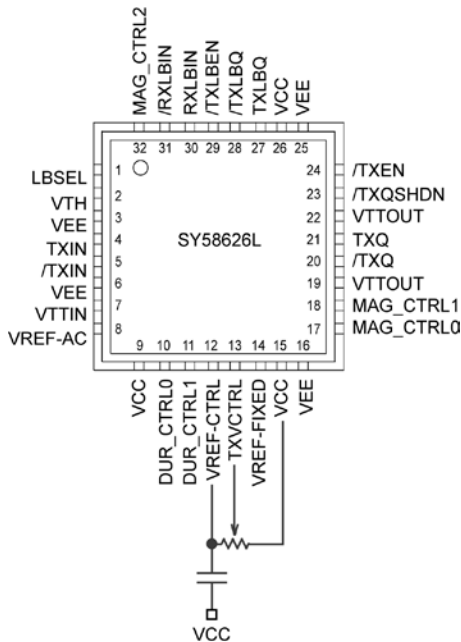 MAG_CTRL2
/RXLBIN
RXLBIN
/TXLBEN
/TXLBQ
TXLBQ
VCC
VEE
32 31 30 29 28 27 26 25
LBSEL 1 24 /TXEN
VTH 2 23 /TXQSHDN
VEE 3 22 VTTOUT
TXIN 4 SY58626L 21 TXQ
/TXIN 5 20 /TXQ
VEE 6 19 VTTOUT
VTTIN 7 18 MAG_CTRL1
VREF-AC 8 17 MAG_CTRL0
9 10 11 12 13 14 15 16
VCC
DUR_CTRL0
DUR_CTRL1
VREF-CTRL
TXVCTRL
VREF-FIXED
VCC
VEE
VCC